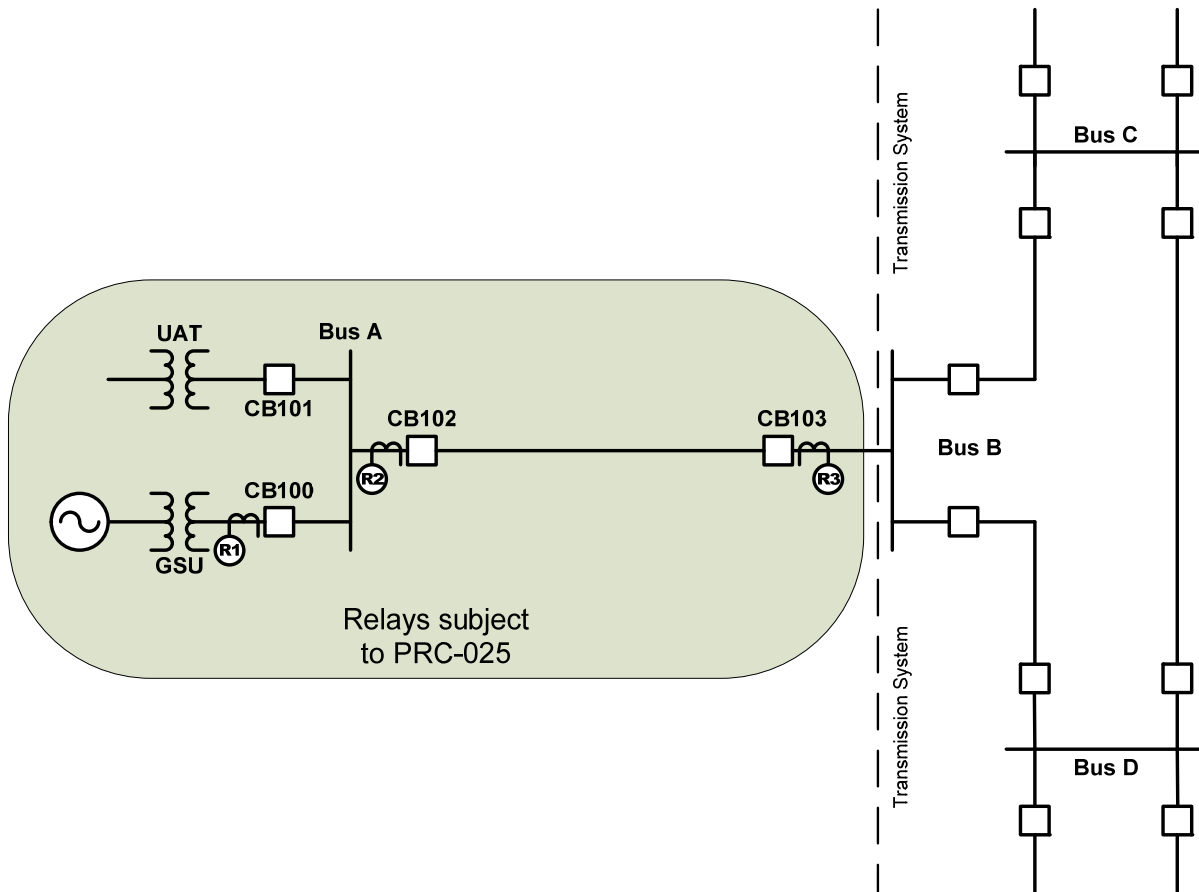 Bus C
Transmission System
UAT
Bus A
CB101
CB102
CB103
Bus B
R2
R3
CB100
R1
GSU
Relays subject
to PRC-025
Transmission System
Bus D